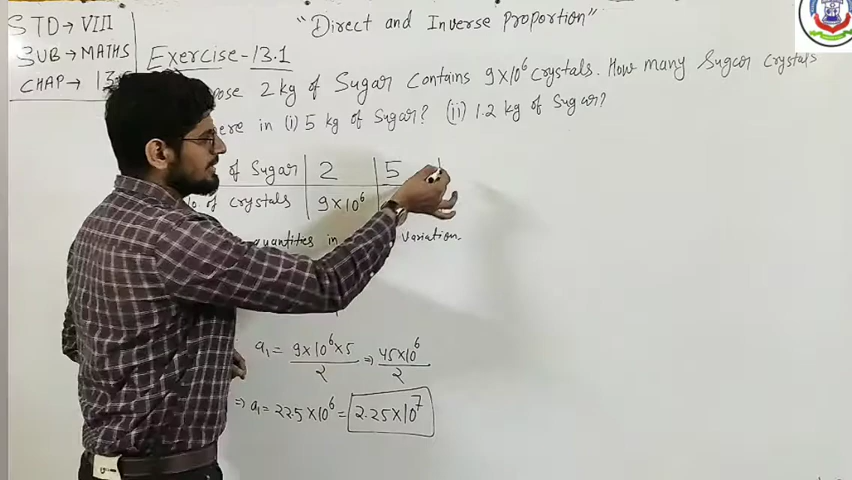 "Direct and Inverse Proportion"
STD → VIII
SUB → MATHS
CHAP → 13
Exercise - 13.1
2 kg of Sugar contains 9×10⁶ crystals. How many Sugar crystals
in (i) 5 kg of Sugar? (ii) 1.2 kg of Sugar?
of Sugar | 2 | 5 |
of crystals | 9×10⁶
quantities in variation.
a₁ = 9×10⁶×5 / 2 ⇒ 45×10⁶ / 2
⇒ a₁ = 22.5×10⁶ = 2.25×10⁷